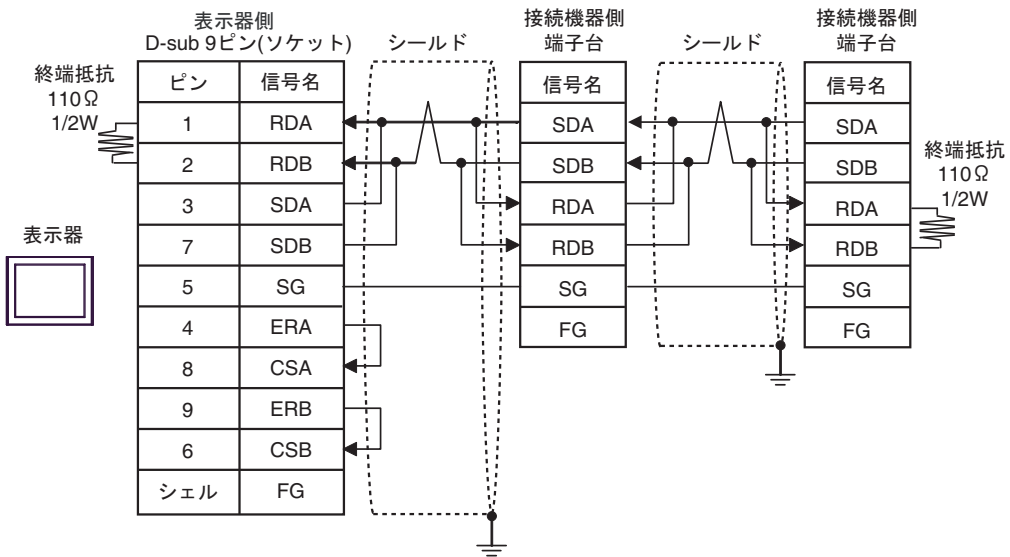 表示器側
D-sub 9ピン(ソケット)
シールド
接続機器側
端子台
シールド
接続機器側
端子台
終端抵抗
110Ω
1/2W
ピン 信号名
1 RDA
2 RDB
3 SDA
7 SDB
5 SG
4 ERA
8 CSA
9 ERB
6 CSB
シェル FG
表示器
信号名
SDA
SDB
RDA
RDB
SG
FG
信号名
SDA
SDB
RDA
RDB
SG
FG
終端抵抗
110Ω
1/2W